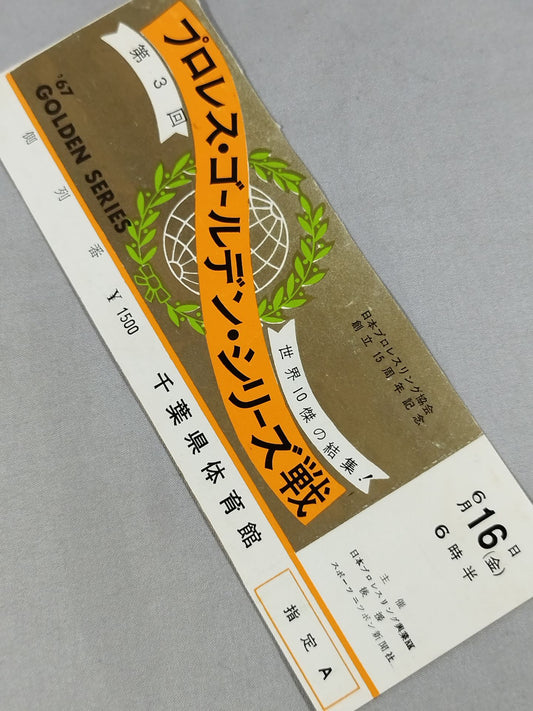 第3回
プロレス・ゴールデン・シリーズ戦
'67
GOLDEN SERIES
世界10傑の結集!
日本プロレスリング協会
創立15周年記念
側 列 番
¥1500
千葉県体育館
指定A
6月16日(金)
6時半
主催
日本プロレスリング興業㈱
後援
スポーツニッポン新聞社